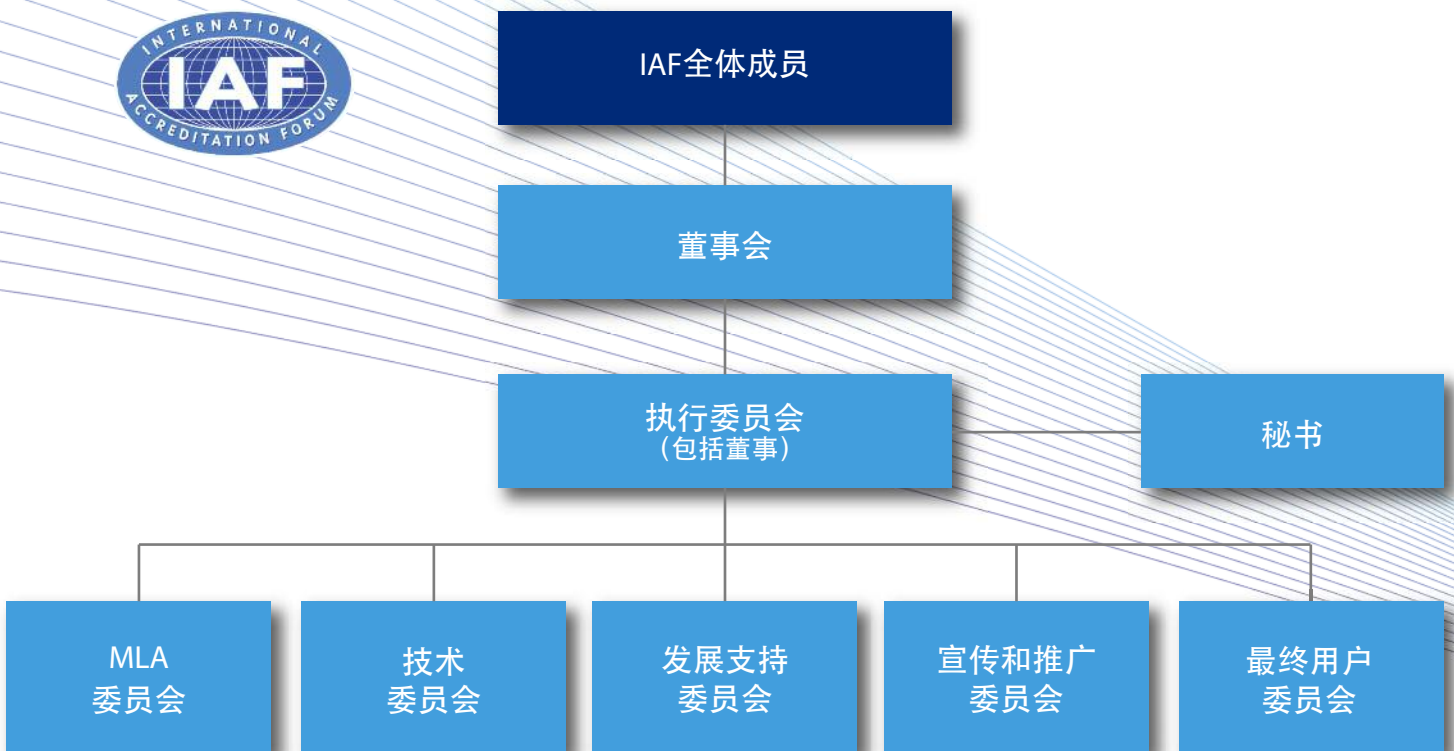 INTERNATIONAL
IAF
ACCREDITATION FORUM
IAF全体成员
董事会
执行委员会
（包括董事）
秘书
MLA
委员会
技术
委员会
发展支持
委员会
宣传和推广
委员会
最终用户
委员会